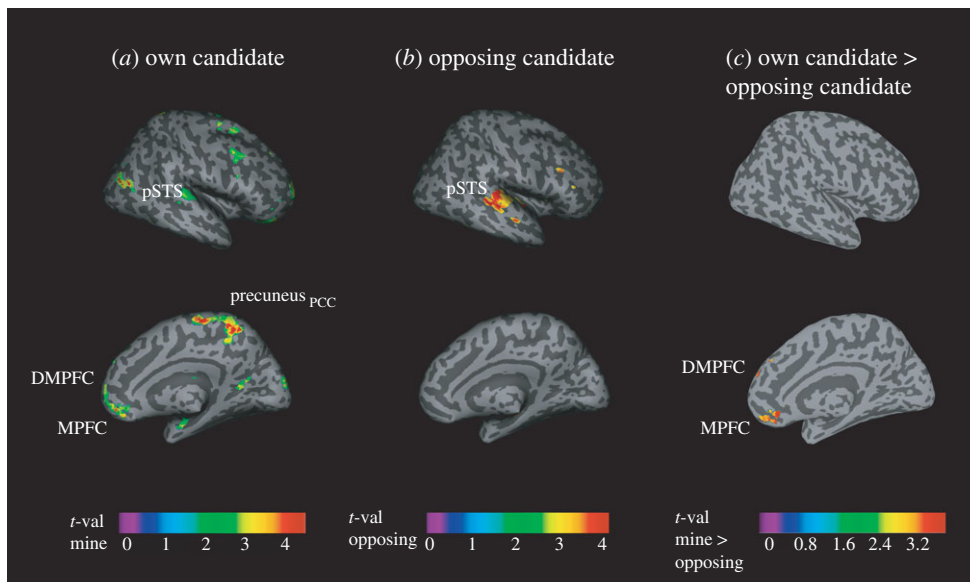 (a) own candidate
(b) opposing candidate
(c) own candidate >
opposing candidate
pSTS
pSTS
precuneus PCC
DMPFC
MPFC
DMPFC
MPFC
t-val
mine
0 1 2 3 4
t-val
opposing
0 1 2 3 4
t-val
mine >
opposing
0 0.8 1.6 2.4 3.2